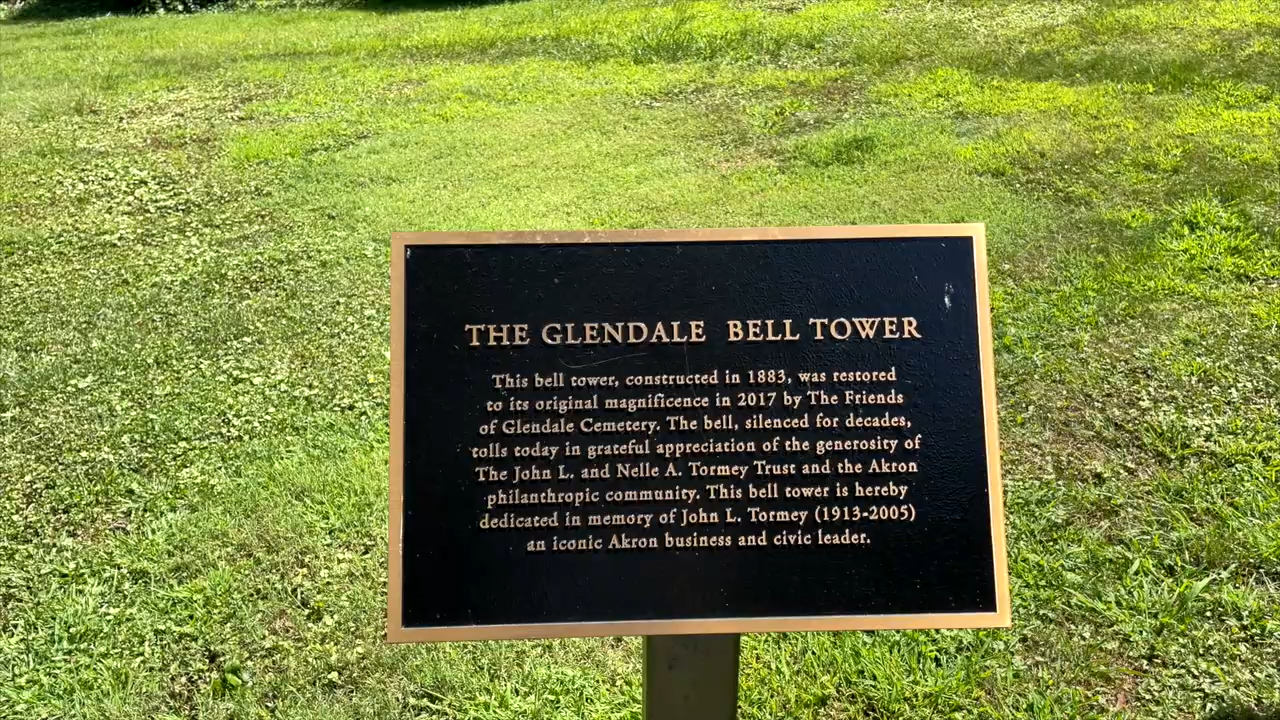 THE GLENDALE BELL TOWER
This bell tower, constructed in 1883, was restored
to its original magnificence in 2017 by The Friends
of Glendale Cemetery. The bell, silenced for decades,
tolls today in grateful appreciation of the generosity of
The John L. and Nelle A. Tormey Trust and the Akron
philanthropic community. This bell tower is hereby
dedicated in memory of John L. Tormey (1913-2005)
an iconic Akron business and civic leader.